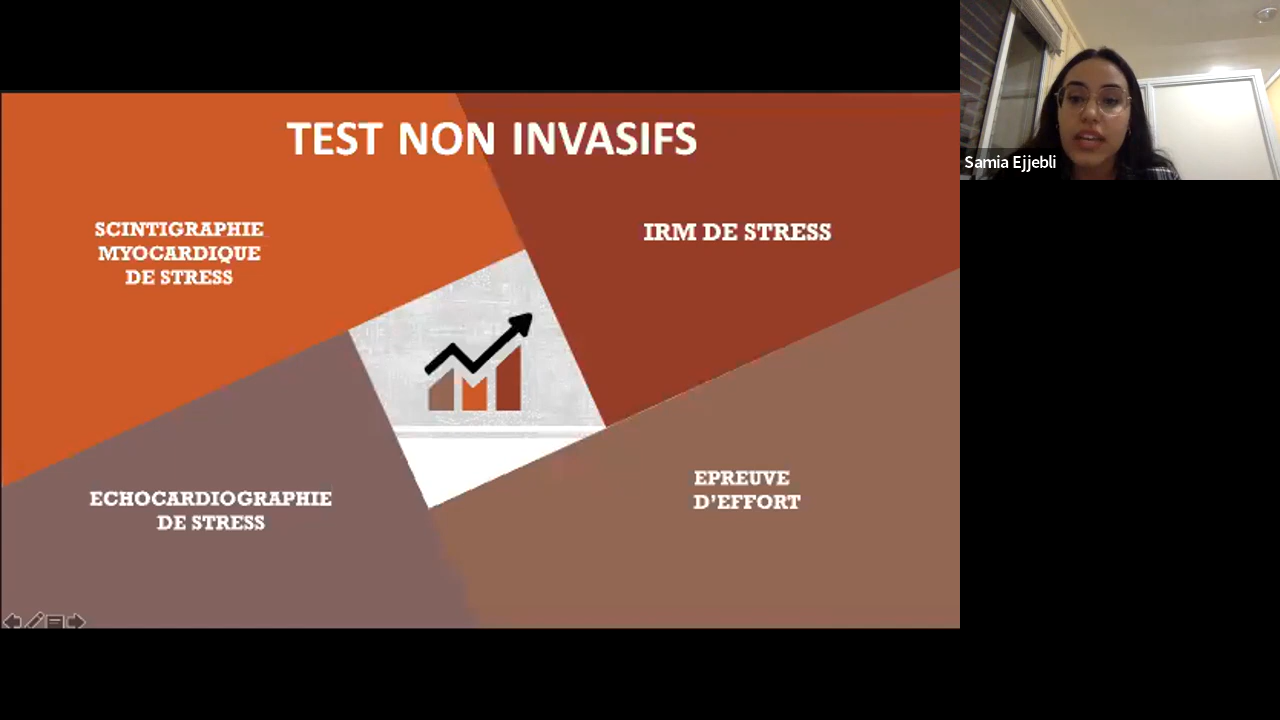 TEST NON INVASIFS
SCINTIGRAPHIE
MYOCARDIQUE
DE STRESS
IRM DE STRESS
ECHOCARDIOGRAPHIE
DE STRESS
EPREUVE
D'EFFORT
Samia Ejjebli